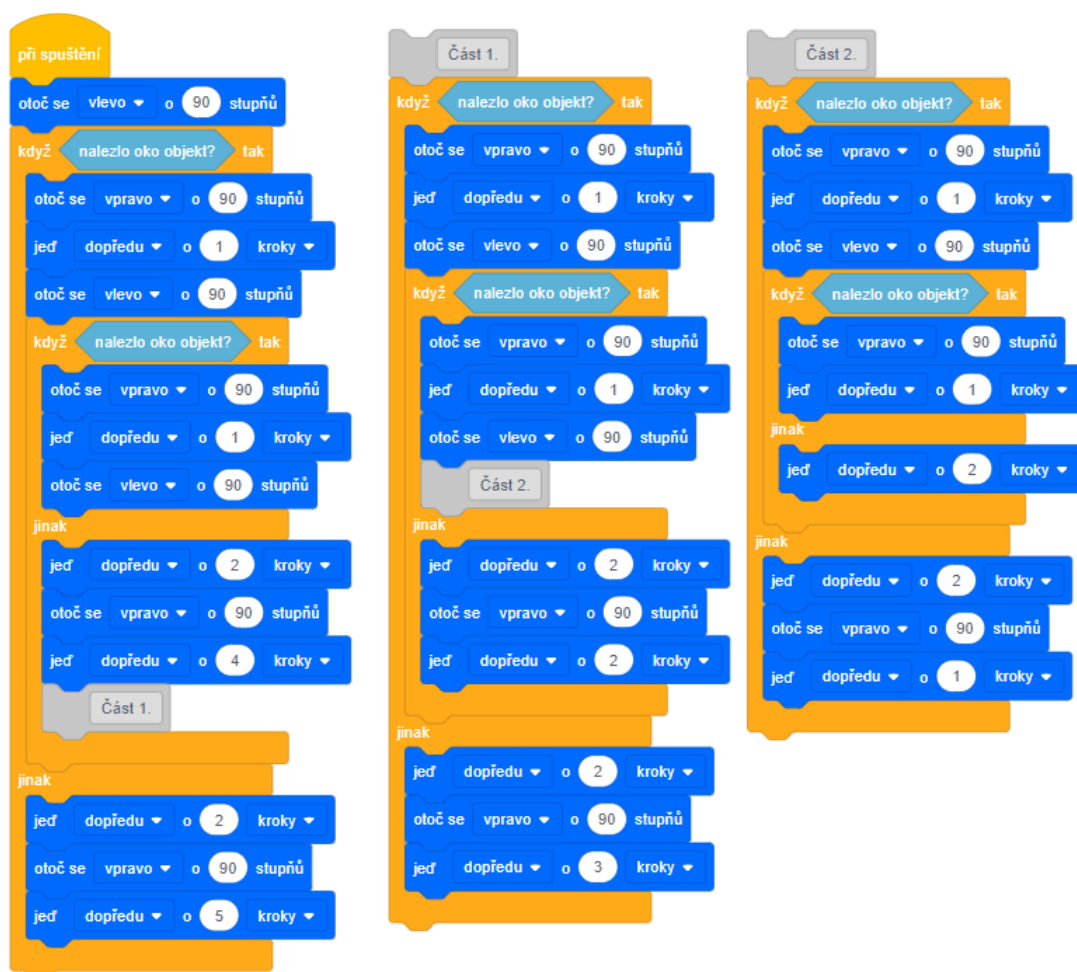 při spuštění
otoč se vlevo o 90 stupňů
když nalezlo oko objekt? tak
otoč se vpravo o 90 stupňů
jeď dopředu o 1 kroky
otoč se vlevo o 90 stupňů
když nalezlo oko objekt? tak
otoč se vpravo o 90 stupňů
jeď dopředu o 1 kroky
otoč se vlevo o 90 stupňů
jinak
jeď dopředu o 2 kroky
otoč se vpravo o 90 stupňů
jeď dopředu o 4 kroky
Část 1.
jinak
jeď dopředu o 2 kroky
otoč se vpravo o 90 stupňů
jeď dopředu o 5 kroky
Část 1.
když nalezlo oko objekt? tak
otoč se vpravo o 90 stupňů
jeď dopředu o 1 kroky
otoč se vlevo o 90 stupňů
když nalezlo oko objekt? tak
otoč se vpravo o 90 stupňů
jeď dopředu o 1 kroky
otoč se vlevo o 90 stupňů
Část 2.
jinak
jeď dopředu o 2 kroky
otoč se vpravo o 90 stupňů
jeď dopředu o 2 kroky
jinak
jeď dopředu o 2 kroky
otoč se vpravo o 90 stupňů
jeď dopředu o 3 kroky
Část 2.
když nalezlo oko objekt? tak
otoč se vpravo o 90 stupňů
jeď dopředu o 1 kroky
otoč se vlevo o 90 stupňů
když nalezlo oko objekt? tak
otoč se vpravo o 90 stupňů
jeď dopředu o 1 kroky
jinak
jeď dopředu o 2 kroky
jinak
jeď dopředu o 2 kroky
otoč se vpravo o 90 stupňů
jeď dopředu o 1 kroky